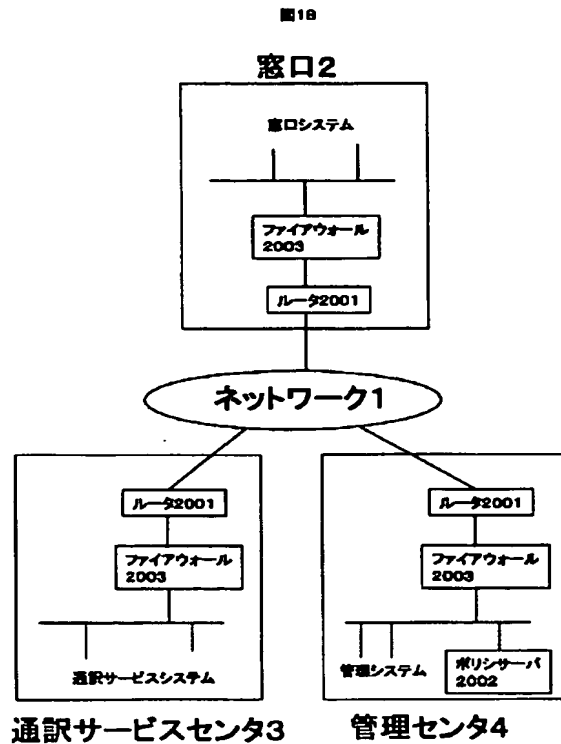 図18
窓口2
窓口システム
ファイアウォール
2003
ルータ2001
ネットワーク1
ルータ2001
ファイアウォール
2003
通訳サービスシステム
通訳サービスセンタ3
ルータ2001
ファイアウォール
2003
管理システム
ポリシサーバ
2002
管理センタ4